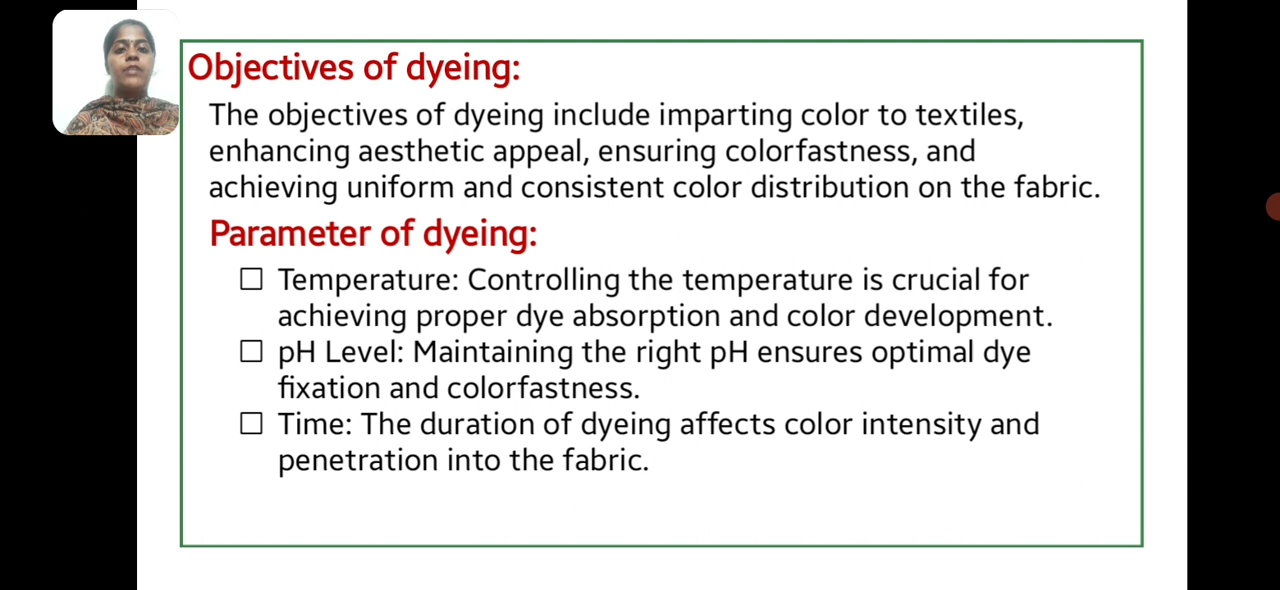 Objectives of dyeing:
The objectives of dyeing include imparting color to textiles,
enhancing aesthetic appeal, ensuring colorfastness, and
achieving uniform and consistent color distribution on the fabric.
Parameter of dyeing:
☐ Temperature: Controlling the temperature is crucial for
achieving proper dye absorption and color development.
☐ pH Level: Maintaining the right pH ensures optimal dye
fixation and colorfastness.
☐ Time: The duration of dyeing affects color intensity and
penetration into the fabric.